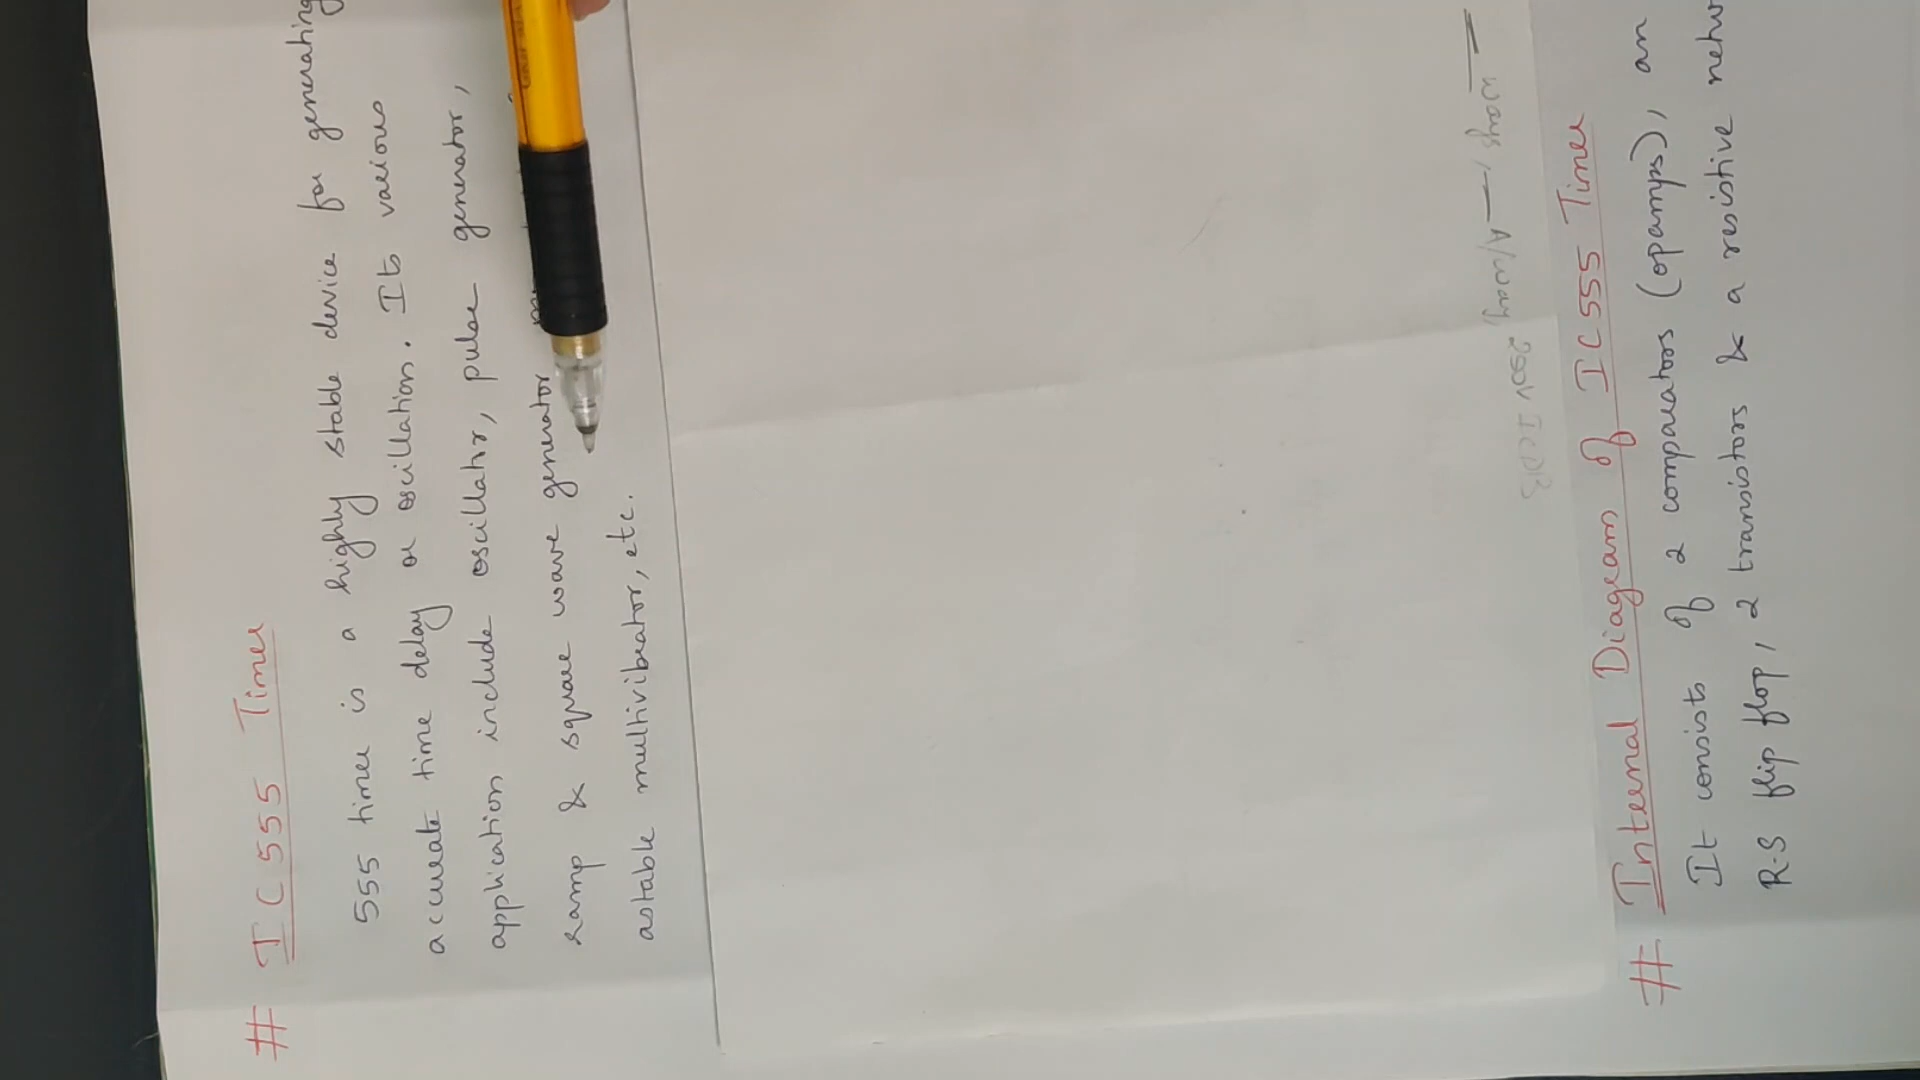 # IC 555 Timer
555 timer is a highly stable device for generating
accurate time delay or oscillation. Its various
application include oscillator, pulse generator,
ramp & square wave generator
astable multivibrator, etc.
# Internal Diagram of IC555 Timer
It consists of 2 comparators (opamps), an
R-S flip flop, 2 transistors & a resistive